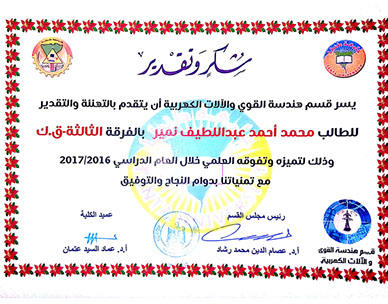 شكر وتقدير
يسر قسم هندسة القوي والآلات الكهربية أن يتقدم بالتهنئة والتقدير
للطالب محمد أحمد عبداللطيف نمير بالفرقة الثالثة-ق.ك
وذلك لتميزه وتفوقه العلمي خلال العام الدراسي 2017/2016
مع تمنياتنا بدوام النجاح والتوفيق
رئيس مجلس القسم
عميد الكلية
أ.د. عصام الدين محمد رشاد
أ.د. عماد السيد عثمان
قسم هندسة القوى
و الآلات الكهربية